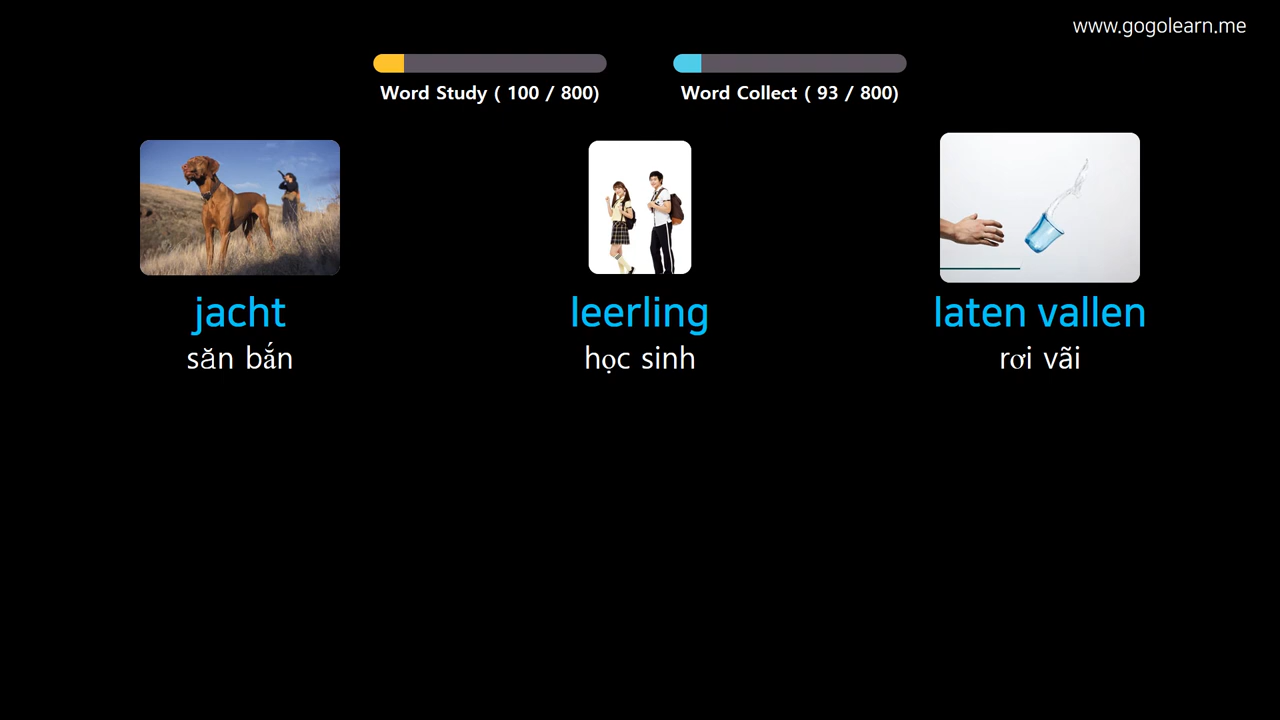 www.gogolearn.me
Word Study ( 100 / 800)
Word Collect ( 93 / 800)
jacht
leerling
laten vallen
săn bắn
học sinh
rơi vãi